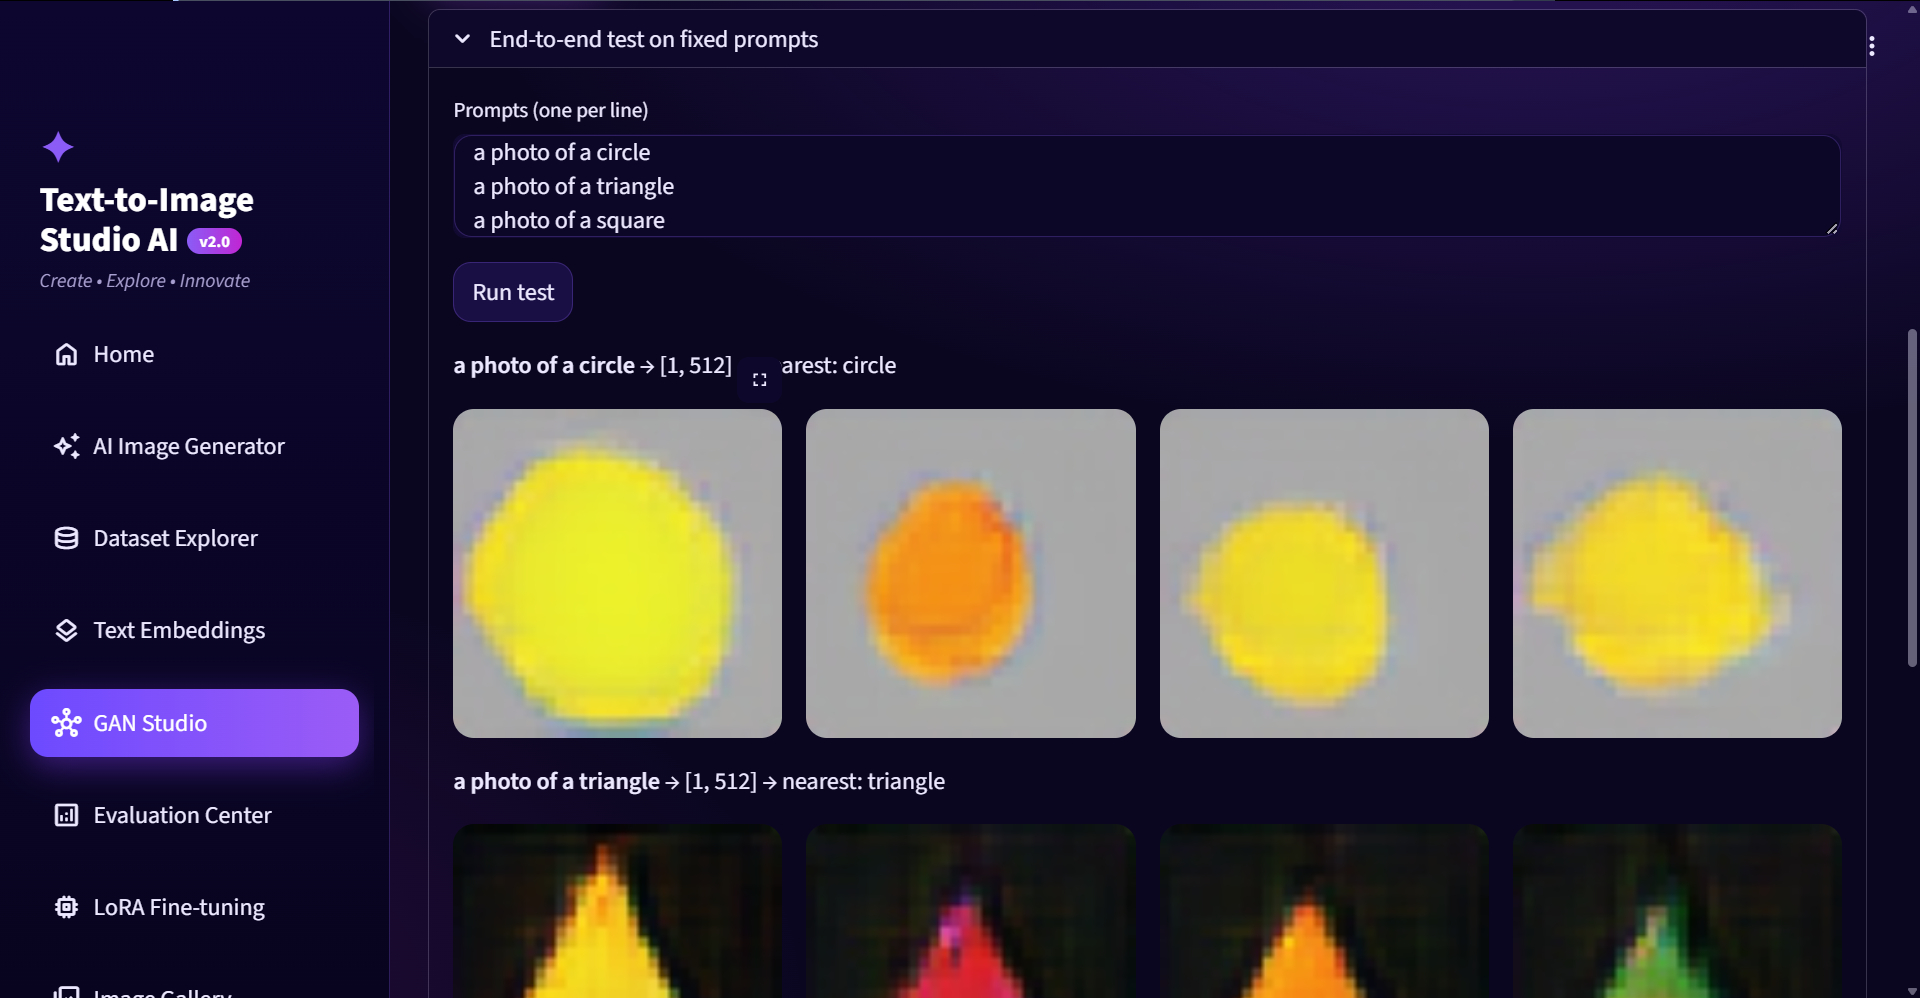 Text-to-Image
Studio AI v2.0
Create • Explore • Innovate
Home
AI Image Generator
Dataset Explorer
Text Embeddings
GAN Studio
Evaluation Center
LoRA Fine-tuning
Image Gallery
End-to-end test on fixed prompts
Prompts (one per line)
a photo of a circle
a photo of a triangle
a photo of a square
Run test
a photo of a circle → [1, 512] arest: circle
a photo of a triangle → [1, 512] → nearest: triangle